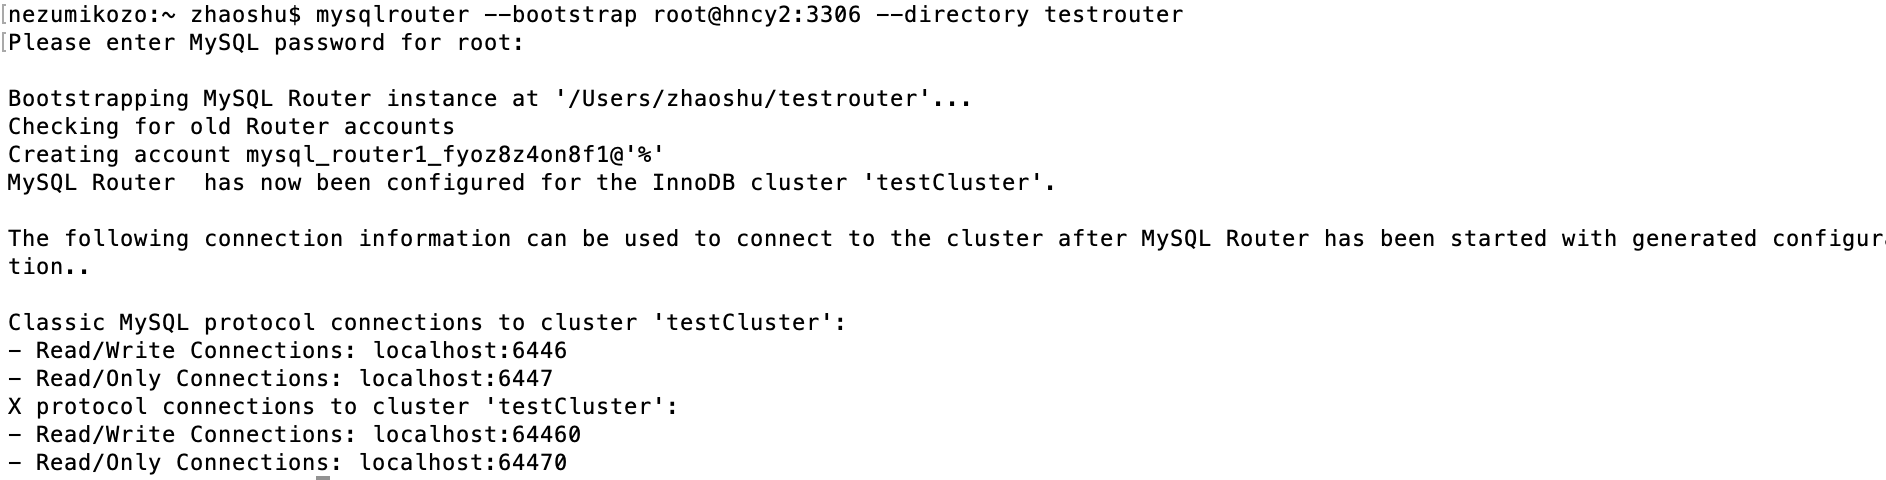 [nezumikozo:~ zhaoshu$ mysqlrouter --bootstrap root@hncy2:3306 --directory testrouter
[Please enter MySQL password for root:
Bootstrapping MySQL Router instance at '/Users/zhaoshu/testrouter'...
Checking for old Router accounts
Creating account mysql_router1_fyoz8z4on8f1@'%'
MySQL Router  has now been configured for the InnoDB cluster 'testCluster'.
The following connection information can be used to connect to the cluster after MySQL Router has been started with generated configura
tion..
Classic MySQL protocol connections to cluster 'testCluster':
- Read/Write Connections: localhost:6446
- Read/Only Connections: localhost:6447
X protocol connections to cluster 'testCluster':
- Read/Write Connections: localhost:64460
- Read/Only Connections: localhost:64470